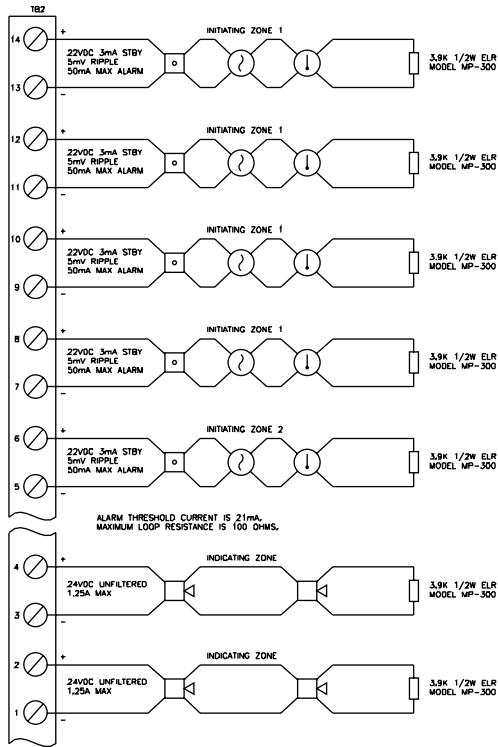 TB2
14 + INITIATING ZONE 1
22VDC 3mA STBY
5mV RIPPLE
50mA MAX ALARM
3.9K 1/2W ELR
MODEL MP-300
13 −
12 + INITIATING ZONE 1
22VDC 3mA STBY
5mV RIPPLE
50mA MAX ALARM
3.9K 1/2W ELR
MODEL MP-300
11 −
10 + INITIATING ZONE 1
22VDC 3mA STBY
5mV RIPPLE
50mA MAX ALARM
3.9K 1/2W ELR
MODEL MP-300
9 −
8 + INITIATING ZONE 1
22VDC 3mA STBY
5mV RIPPLE
50mA MAX ALARM
3.9K 1/2W ELR
MODEL MP-300
7 −
6 + INITIATING ZONE 2
22VDC 3mA STBY
5mV RIPPLE
50mA MAX ALARM
3.9K 1/2W ELR
MODEL MP-300
5 −
ALARM THRESHOLD CURRENT IS 21mA.
MAXIMUM LOOP RESISTANCE IS 100 OHMS.
4 + INDICATING ZONE
24VDC UNFILTERED
1.25A MAX
3.9K 1/2W ELR
MODEL MP-300
3 −
2 + INDICATING ZONE
24VDC UNFILTERED
1.25A MAX
3.9K 1/2W ELR
MODEL MP-300
1 −